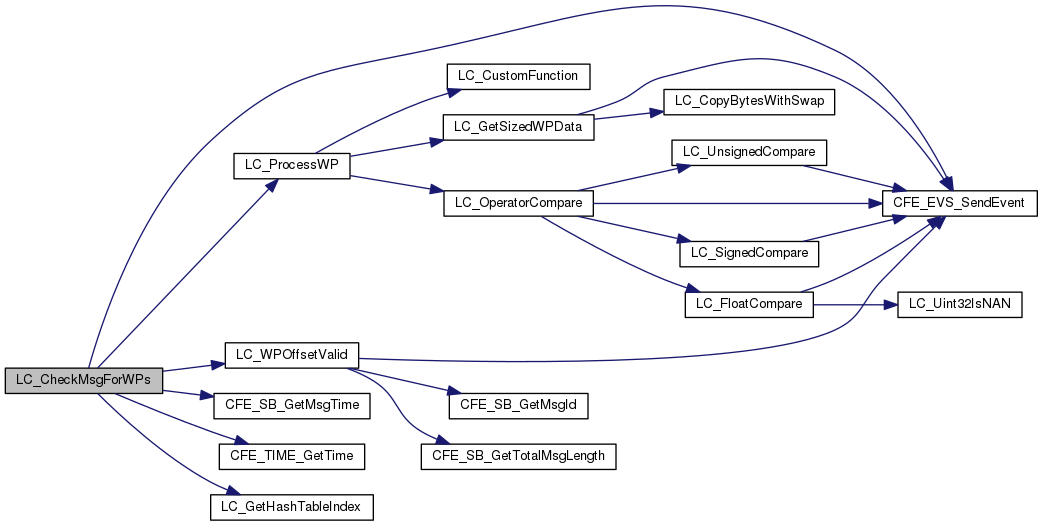 LC_CustomFunction
LC_CopyBytesWithSwap
LC_GetSizedWPData
LC_UnsignedCompare
LC_ProcessWP
LC_OperatorCompare
CFE_EVS_SendEvent
LC_SignedCompare
LC_FloatCompare
LC_Uint32IsNAN
LC_WPOffsetValid
LC_CheckMsgForWPs
CFE_SB_GetMsgTime
CFE_SB_GetMsgId
CFE_TIME_GetTime
CFE_SB_GetTotalMsgLength
LC_GetHashTableIndex